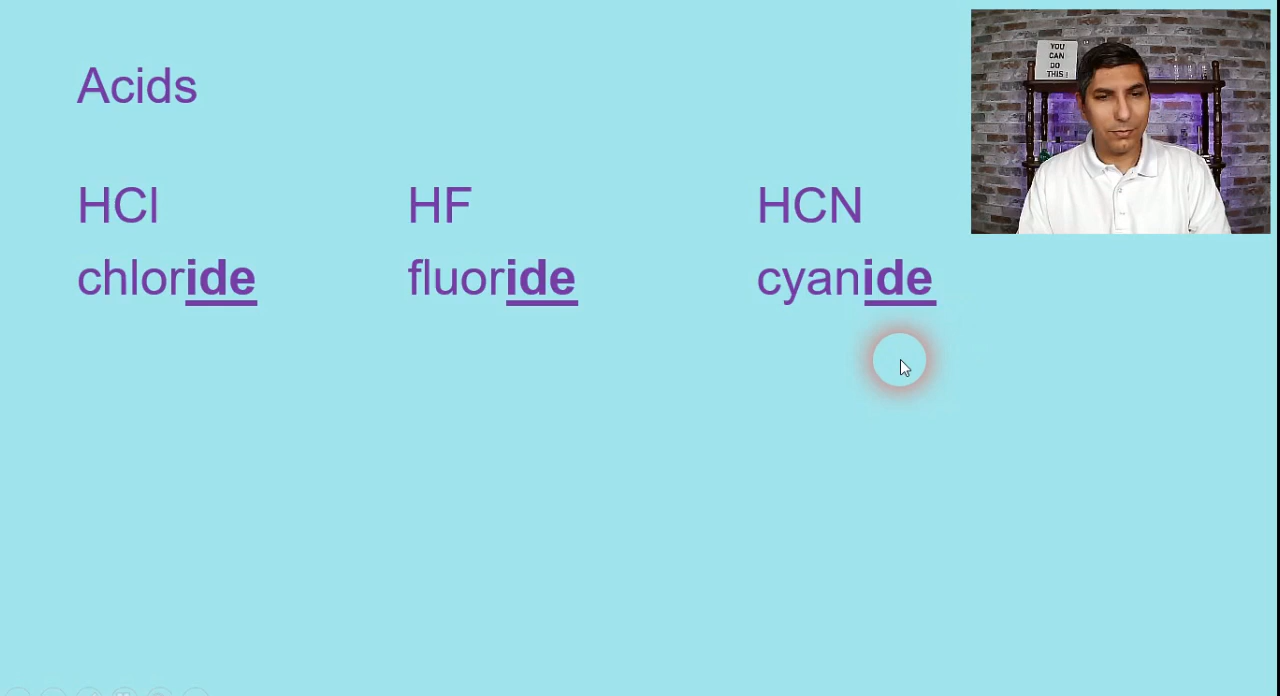 Acids
HCl HF HCN
chloride fluoride cyanide
YOU
CAN
DO
THIS !